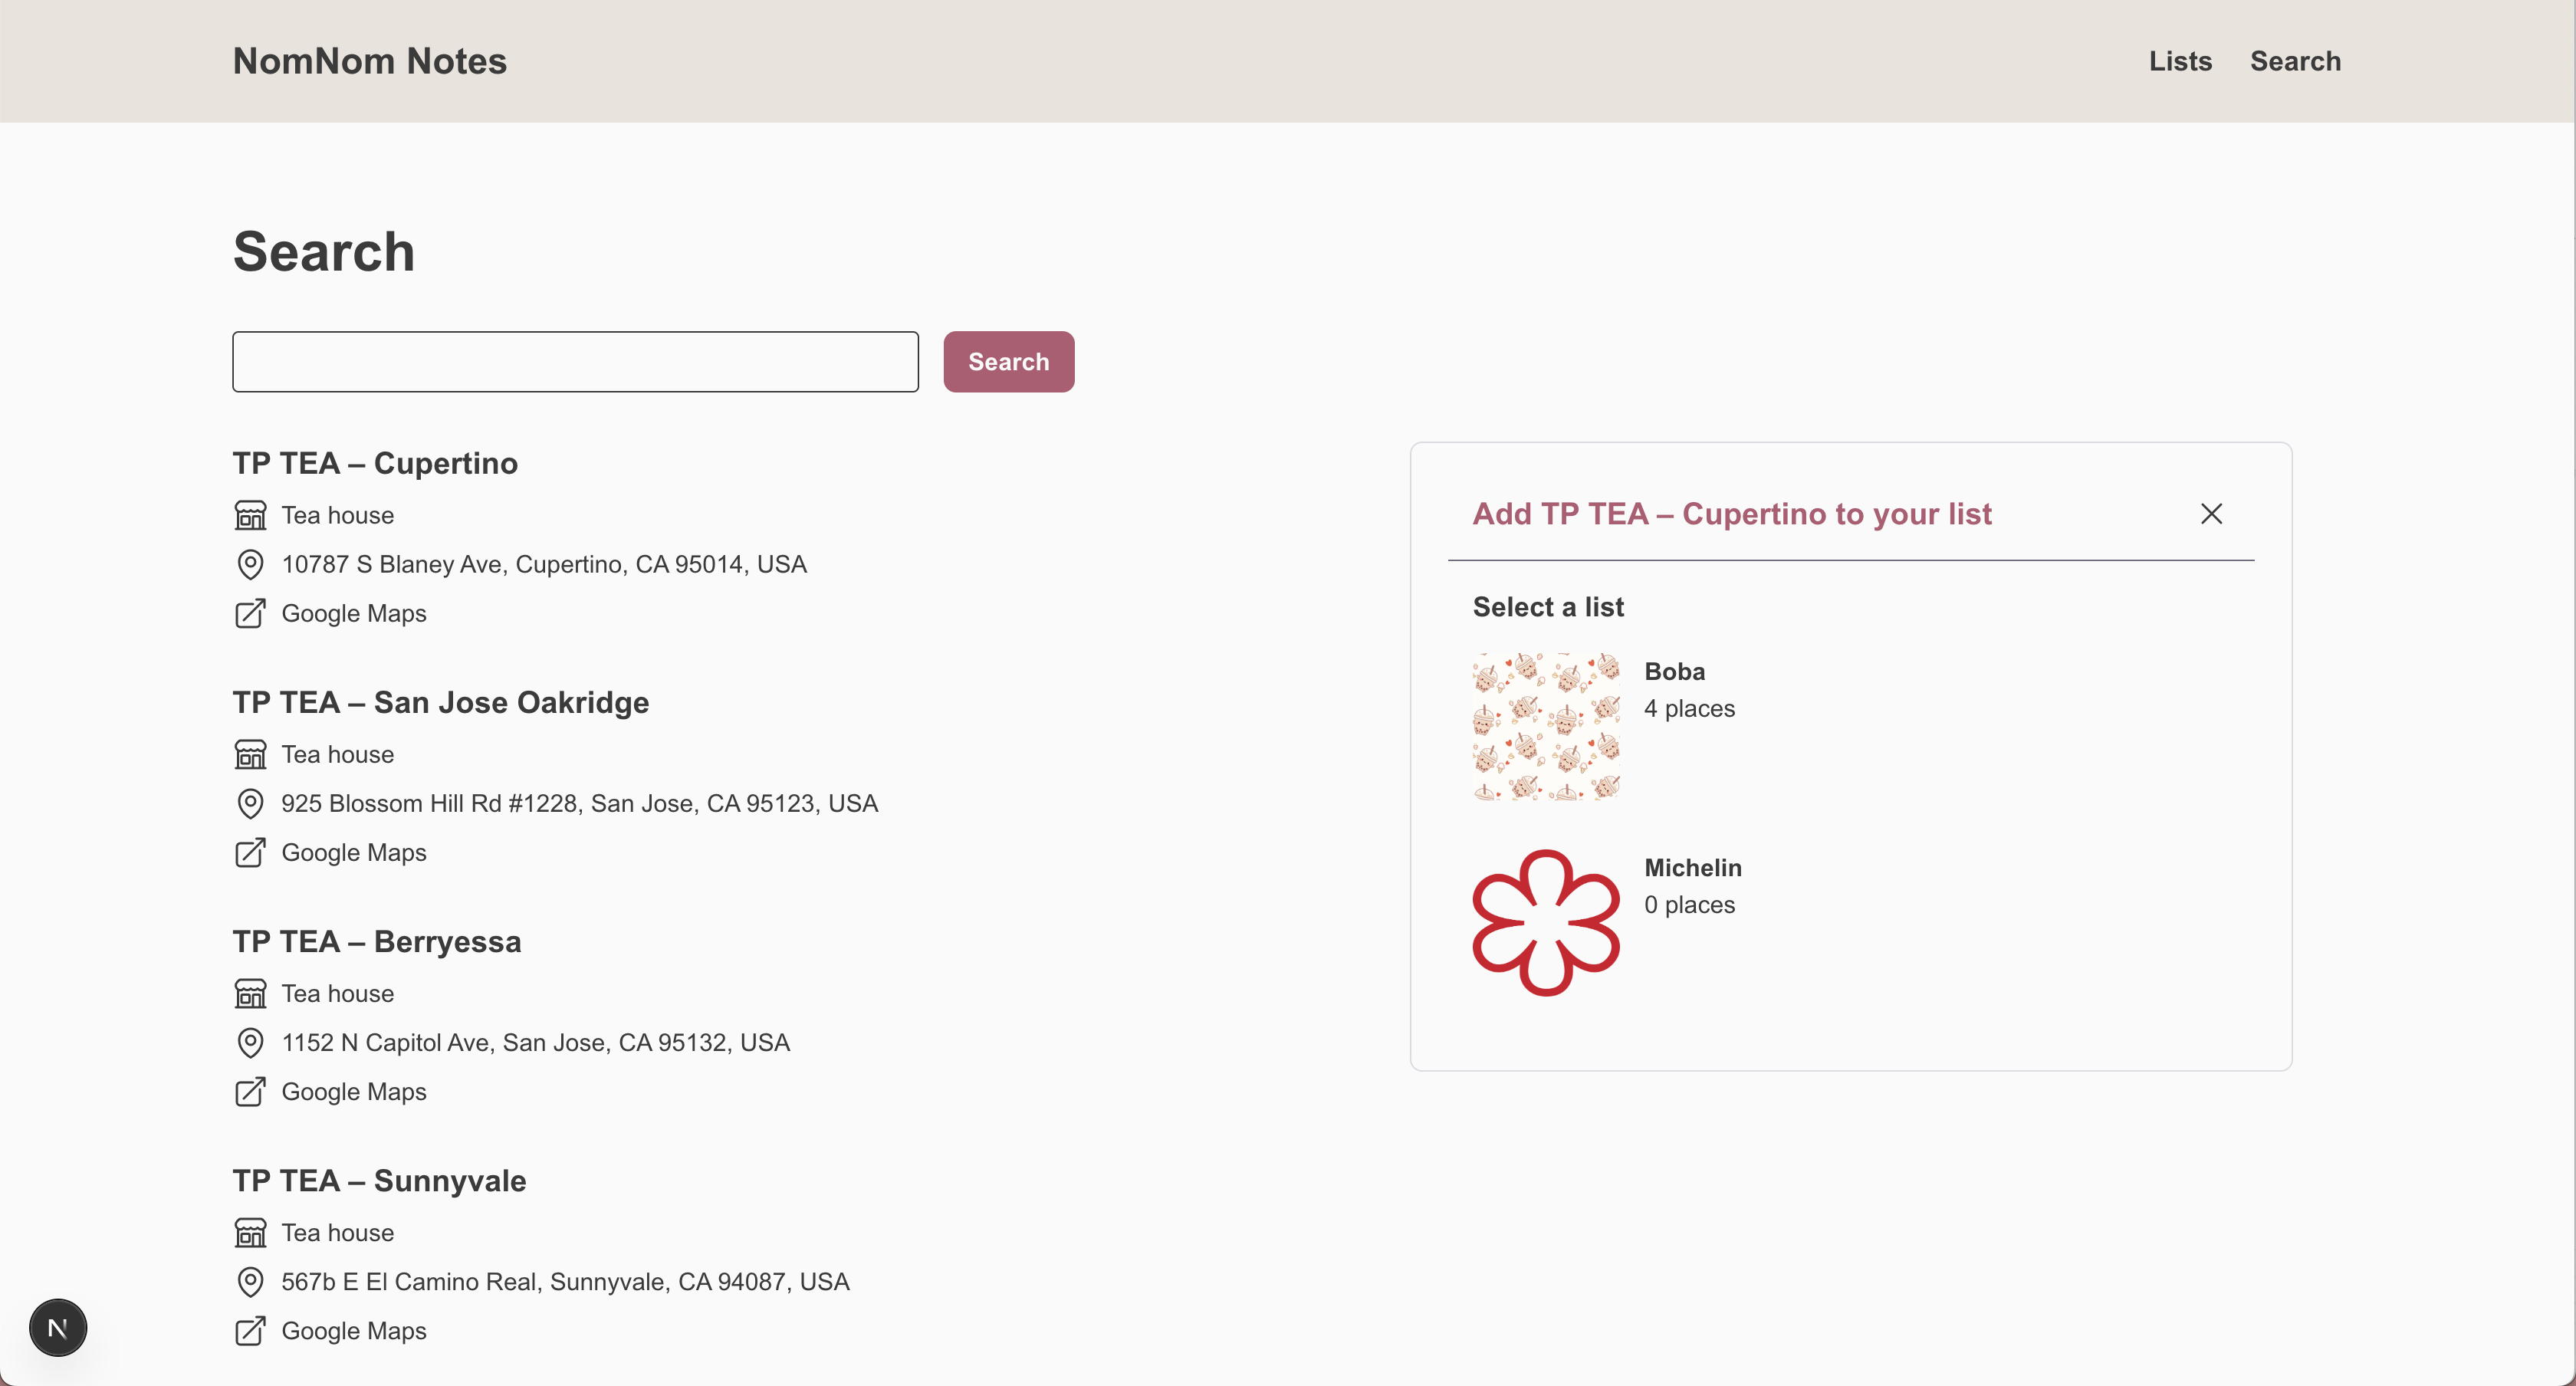 NomNom Notes
Lists
Search
Search
Search
TP TEA – Cupertino
Tea house
10787 S Blaney Ave, Cupertino, CA 95014, USA
Google Maps
TP TEA – San Jose Oakridge
Tea house
925 Blossom Hill Rd #1228, San Jose, CA 95123, USA
Google Maps
TP TEA – Berryessa
Tea house
1152 N Capitol Ave, San Jose, CA 95132, USA
Google Maps
TP TEA – Sunnyvale
Tea house
567b E El Camino Real, Sunnyvale, CA 94087, USA
Google Maps
Add TP TEA – Cupertino to your list
Select a list
Boba
4 places
Michelin
0 places
N